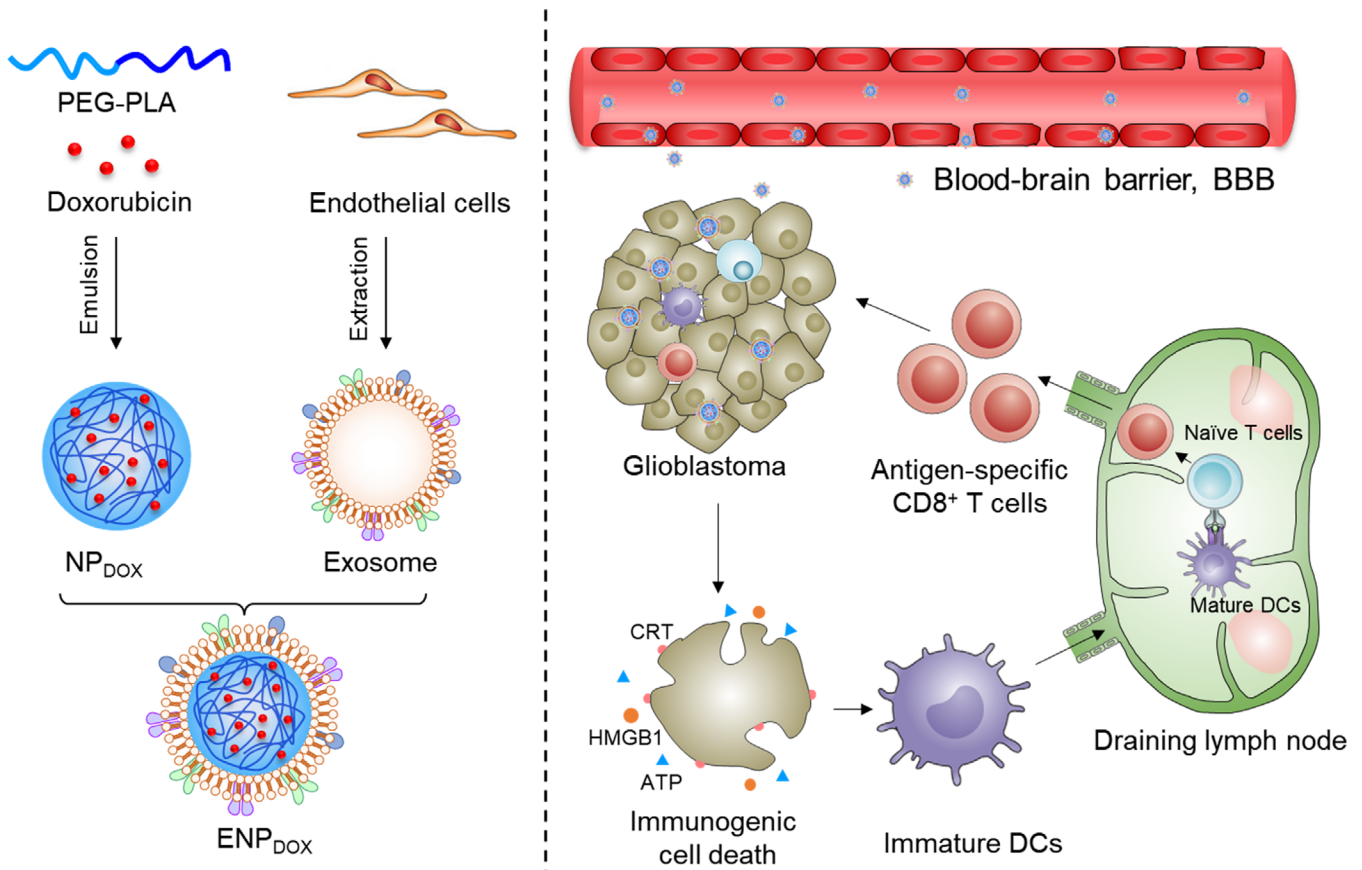 PEG-PLA
Doxorubicin
Endothelial cells
Emulsion
Extraction
NPDOX
Exosome
ENPDOX
Blood-brain barrier, BBB
Glioblastoma
Antigen-specific
CD8⁺ T cells
Naïve T cells
Mature DCs
Draining lymph node
CRT
HMGB1
ATP
Immunogenic
cell death
Immature DCs